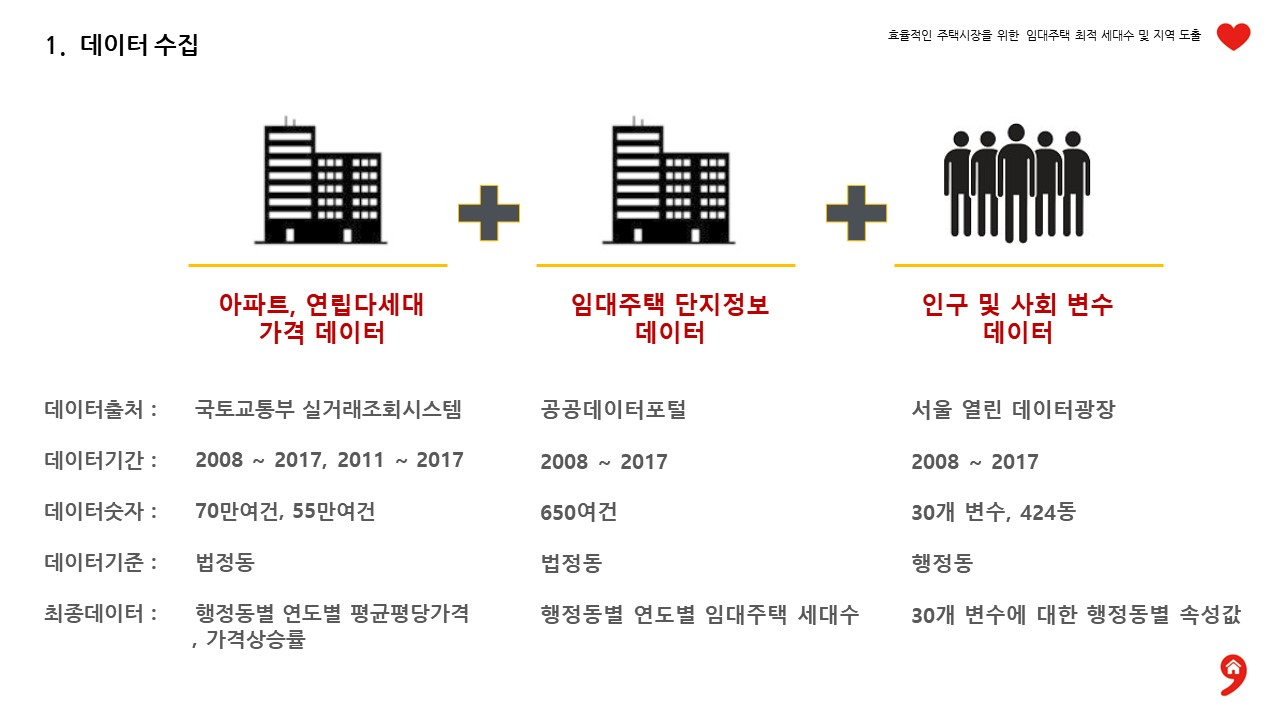 1. 데이터 수집
효율적인 주택시장을 위한 임대주택 최적 세대수 및 지역 도출
아파트, 연립다세대
가격 데이터
임대주택 단지정보
데이터
인구 및 사회 변수
데이터
데이터출처 : 국토교통부 실거래조회시스템 공공데이터포털 서울 열린 데이터광장
데이터기간 : 2008 ~ 2017, 2011 ~ 2017 2008 ~ 2017 2008 ~ 2017
데이터숫자 : 70만여건, 55만여건 650여건 30개 변수, 424동
데이터기준 : 법정동 법정동 행정동
최종데이터 : 행정동별 연도별 평균평당가격 행정동별 연도별 임대주택 세대수 30개 변수에 대한 행정동별 속성값
, 가격상승률